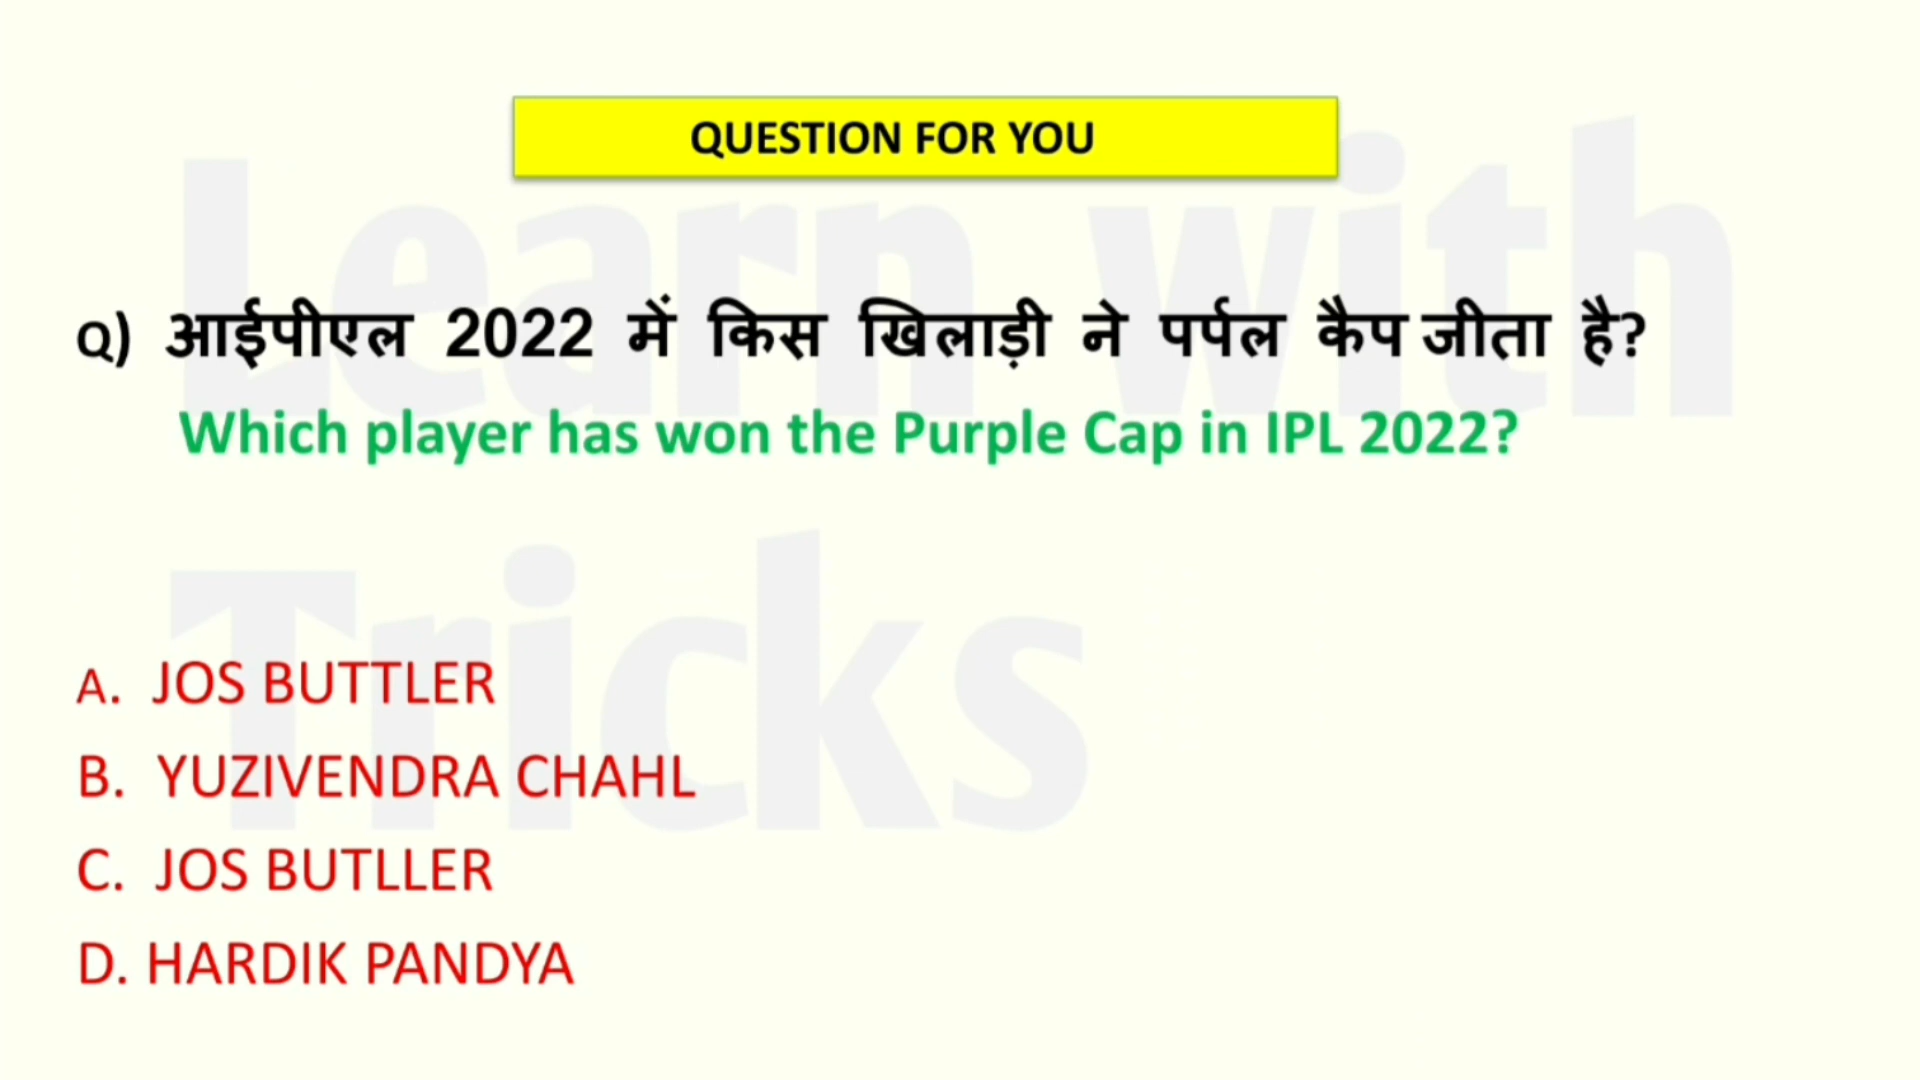 QUESTION FOR YOU
Q) आईपीएल 2022 में किस खिलाड़ी ने पर्पल कैप जीता है?
Which player has won the Purple Cap in IPL 2022?
A. JOS BUTTLER
B. YUZIVENDRA CHAHL
C. JOS BUTLLER
D. HARDIK PANDYA
Learn with
Tricks